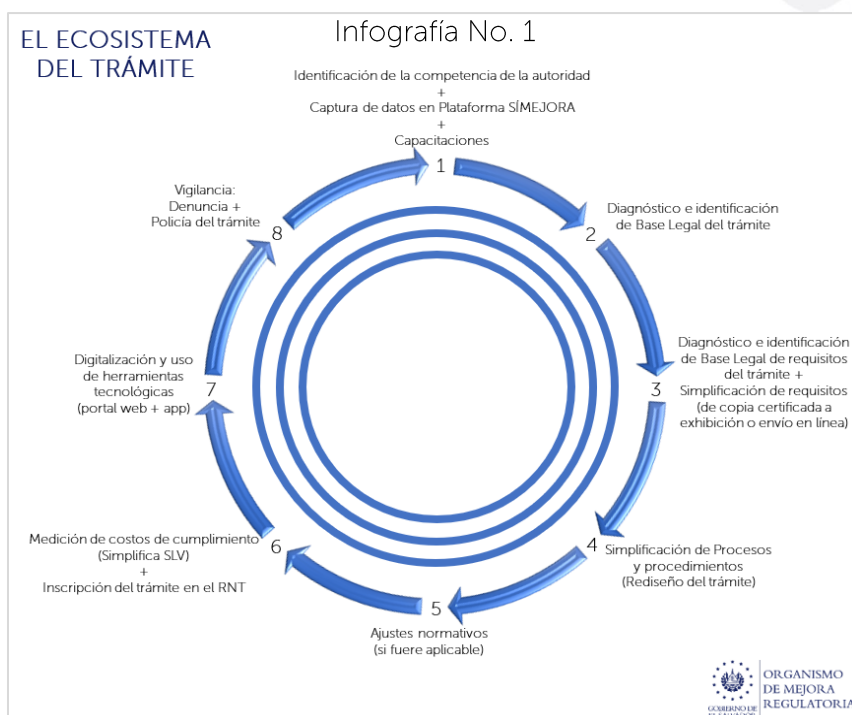 EL ECOSISTEMA
DEL TRÁMITE
Infografía No. 1
Identificación de la competencia de la autoridad
+
Captura de datos en Plataforma SÍMEJORA
+
Capacitaciones
1
Diagnóstico e identificación
de Base Legal del trámite
2
Diagnóstico e identificación
de Base Legal de requisitos
del trámite +
Simplificación de requisitos
(de copia certificada a
exhibición o envío en línea)
3
Simplificación de Procesos
y procedimientos
(Rediseño del trámite)
4
5
Ajustes normativos
(si fuere aplicable)
Medición de costos de cumplimiento
(Simplifica SLV)
+
Inscripción del trámite en el RNT
6
Digitalización y uso
de herramientas
tecnológicas
(portal web + app)
7
Vigilancia:
Denuncia +
Policía del trámite
8
GOBIERNO DE
EL SALVADOR
ORGANISMO
DE MEJORA
REGULATORIA